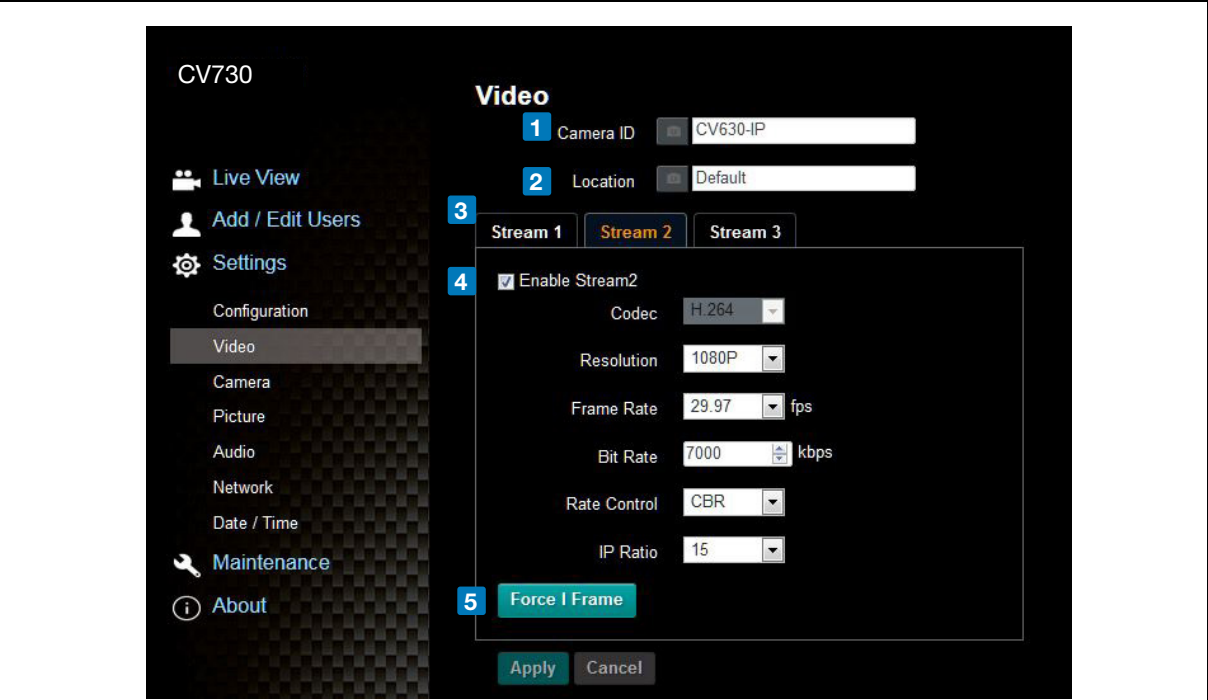 CV730
Live View
Add / Edit Users
Settings
Configuration
Video
Camera
Picture
Audio
Network
Date / Time
Maintenance
About
Video
1 Camera ID CV630-IP
2 Location Default
3 Stream 1 Stream 2 Stream 3
4 Enable Stream2
Codec H.264
Resolution 1080P
Frame Rate 29.97 fps
Bit Rate 7000 kbps
Rate Control CBR
IP Ratio 15
5 Force I Frame
Apply Cancel